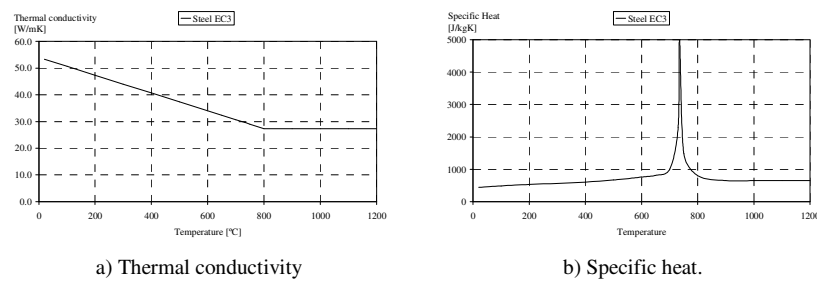 Thermal conductivity
[W/mK]
Steel EC3
60.0
50.0
40.0
30.0
20.0
10.0
0.0
0 200 400 600 800 1000 1200
Temperature [ºC]
a) Thermal conductivity
Specific Heat
[J/kgK]
Steel EC3
5000
4000
3000
2000
1000
0
0 200 400 600 800 1000 1200
Temperature
b) Specific heat.